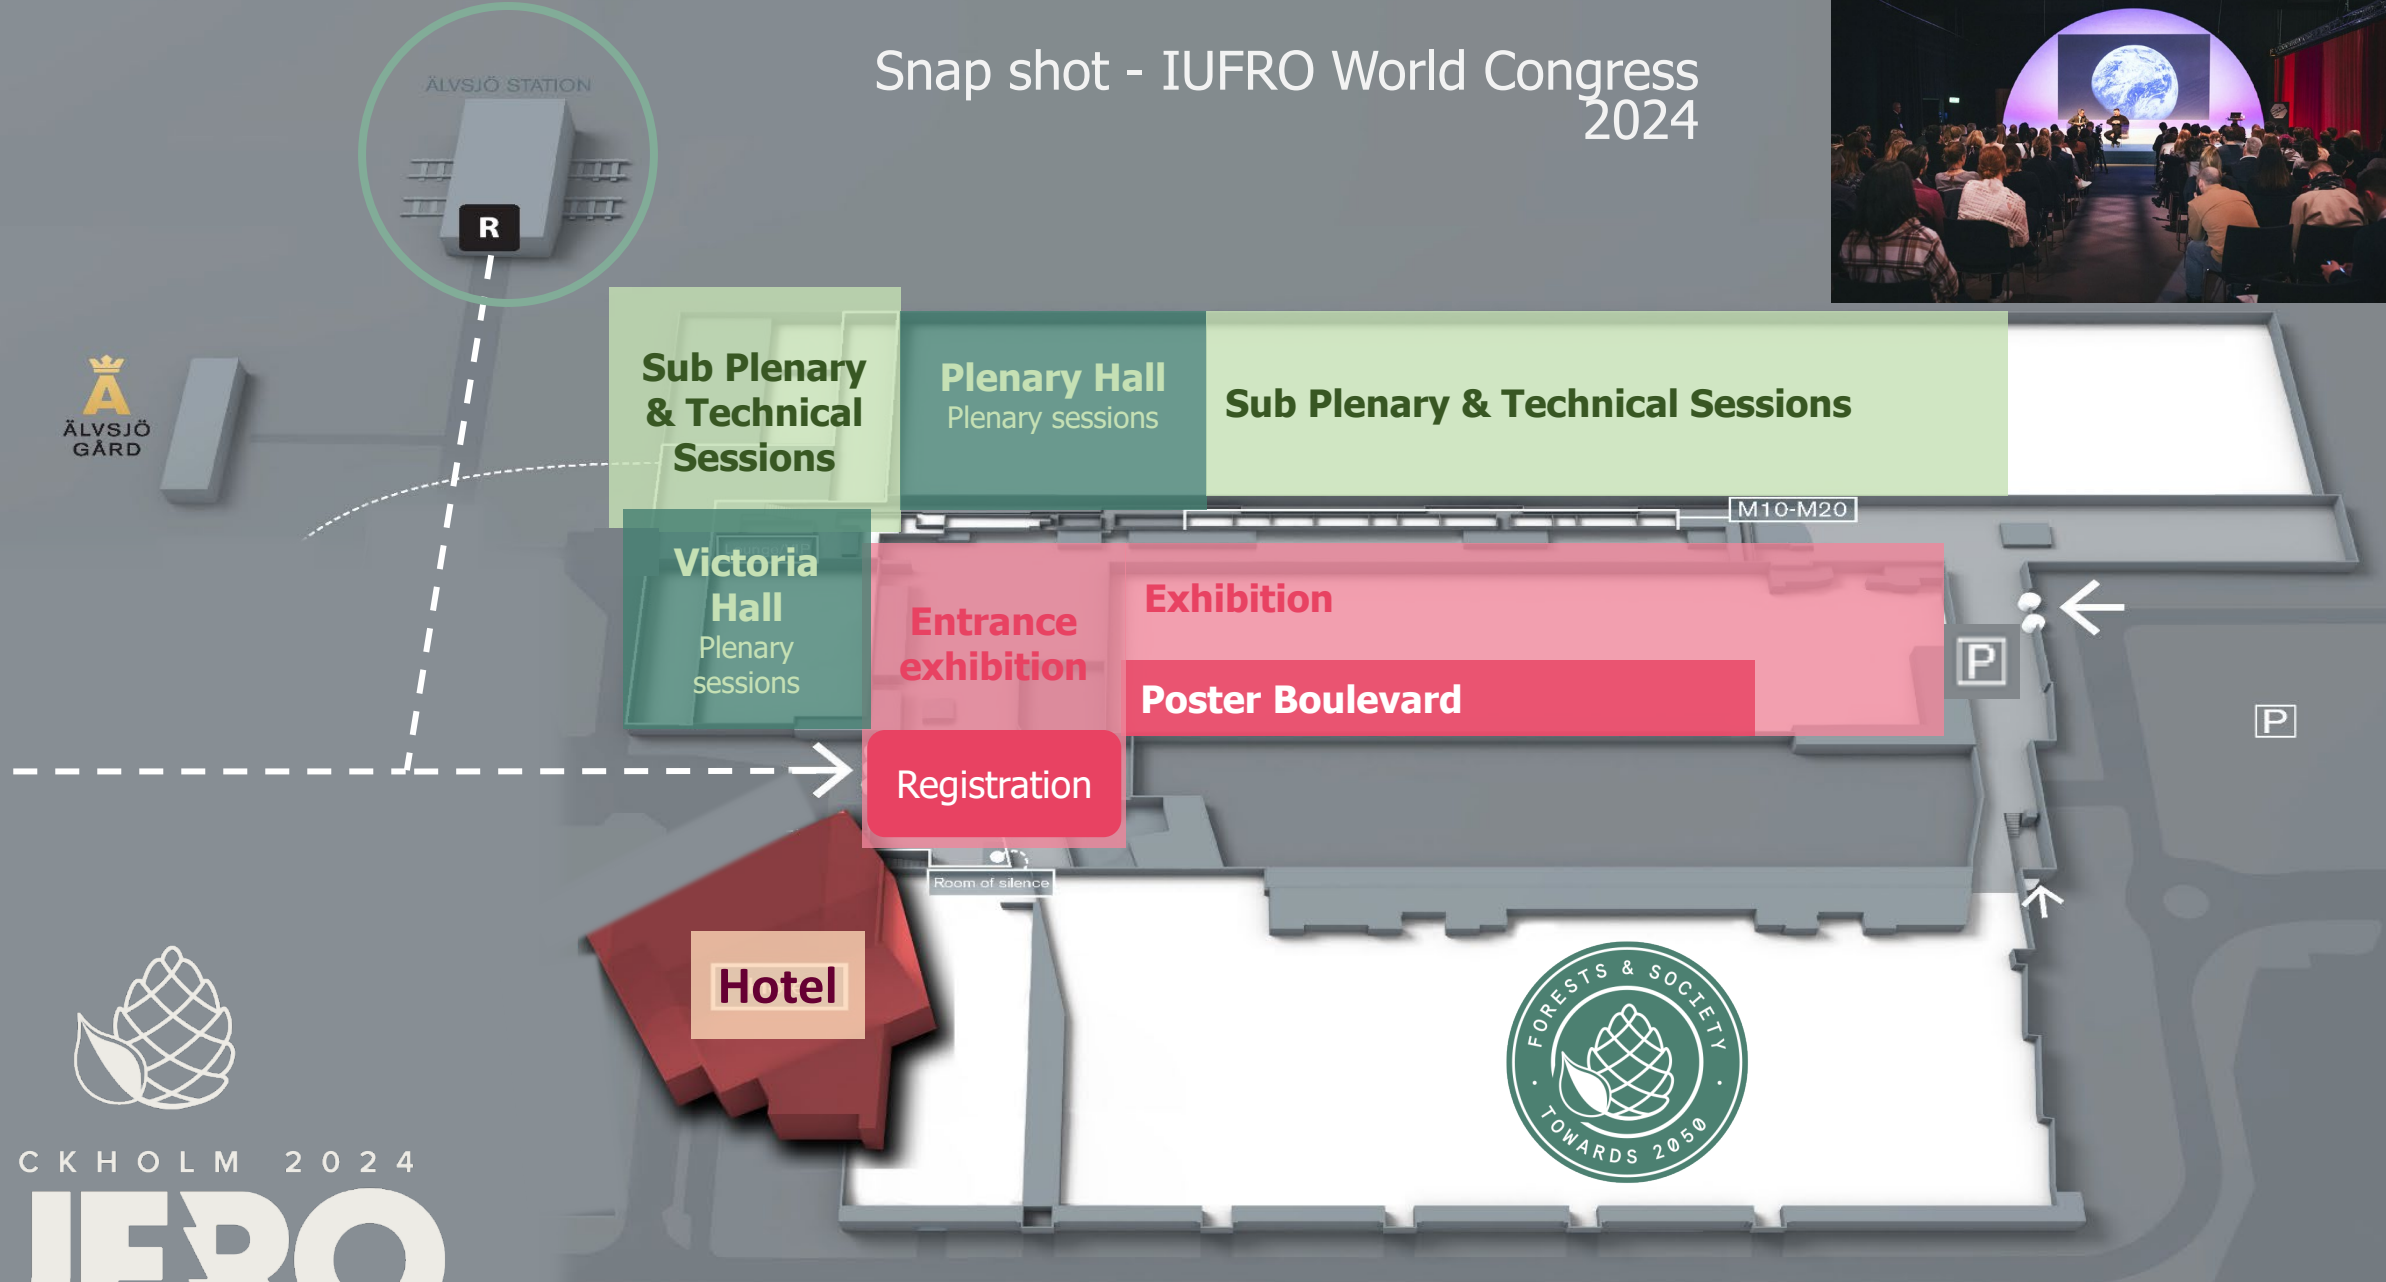 Snap shot - IUFRO World Congress
2024
ÄLVSJÖ STATION
R
Ä
ÄLVSJÖ
GÅRD
Sub Plenary
& Technical
Sessions
Plenary Hall
Plenary sessions
Sub Plenary & Technical Sessions
M10-M20
Victoria
Hall
Plenary
sessions
Entrance
exhibition
Exhibition
Poster Boulevard
P
P
Registration
Room of silence
Hotel
FORESTS & SOCIETY
TOWARDS 2050
CKHOLM 2024